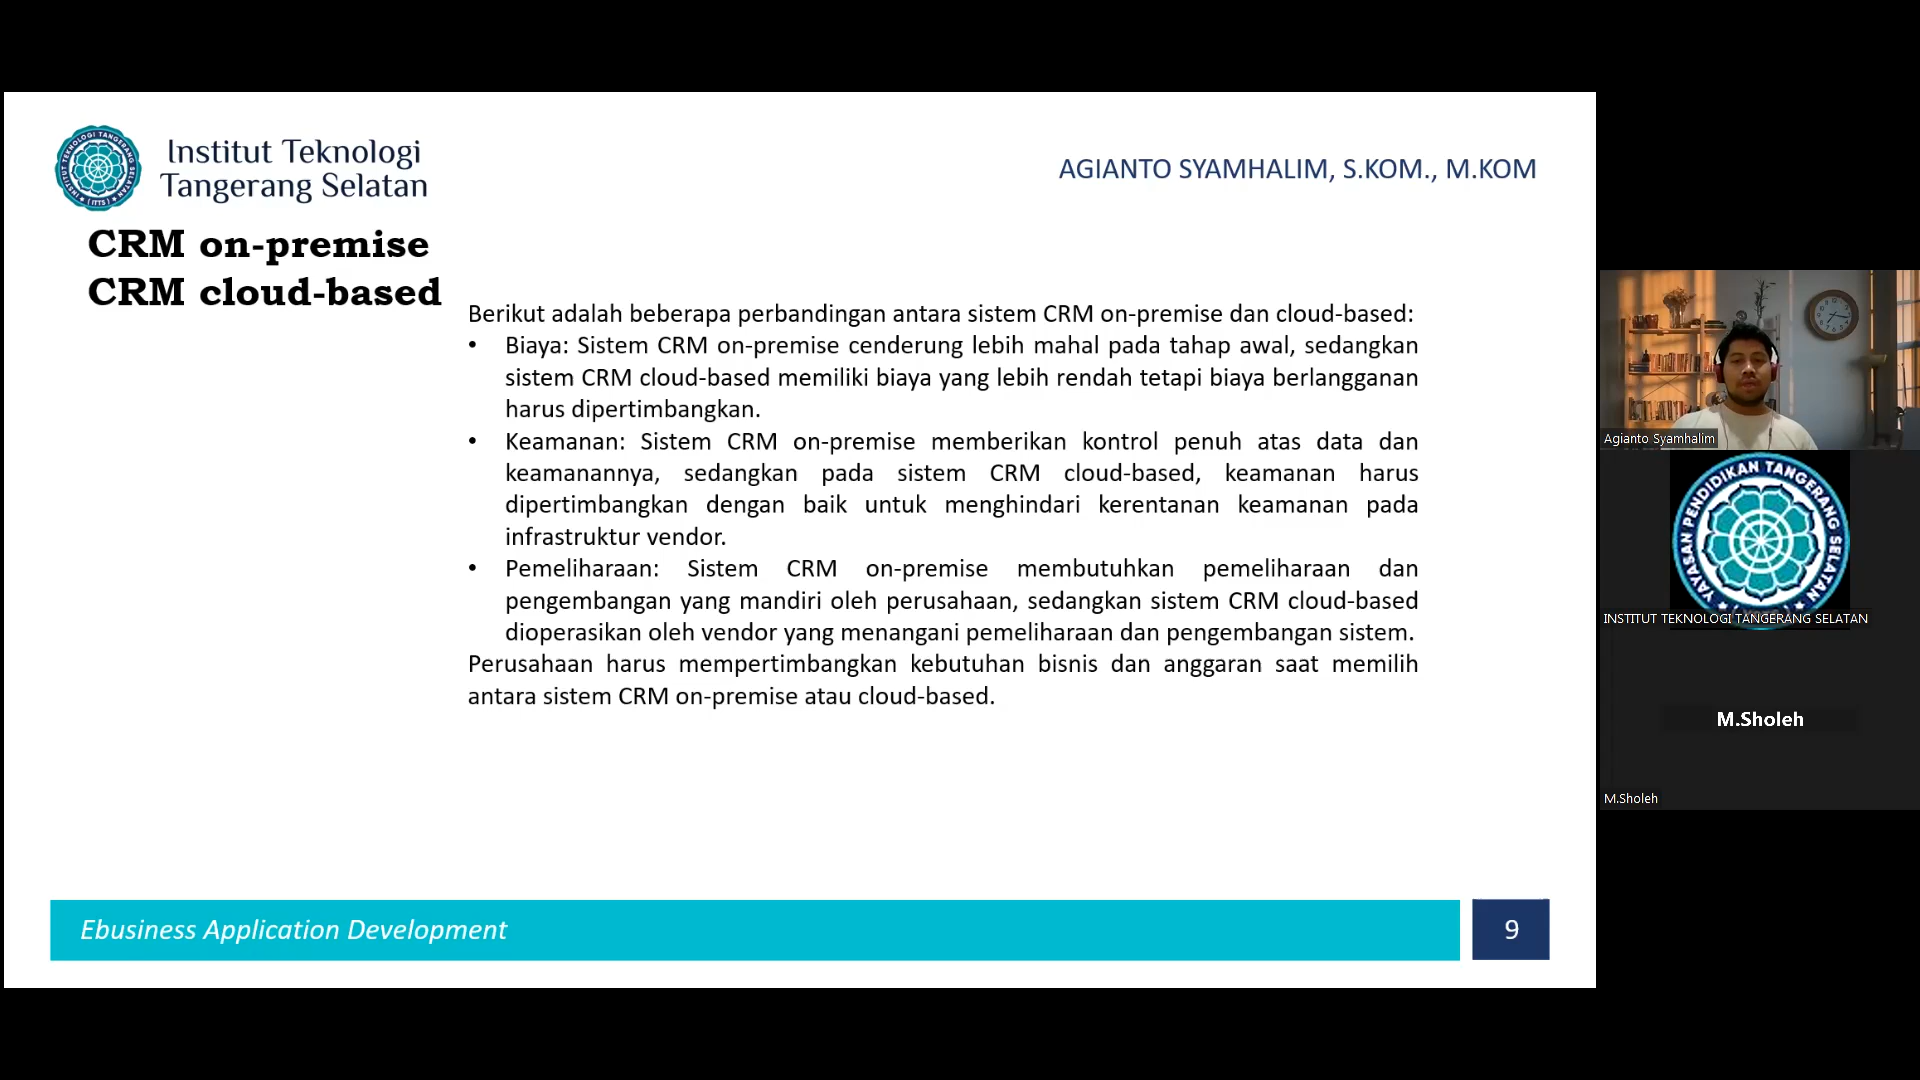 Institut Teknologi
Tangerang Selatan
AGIANTO SYAMHALIM, S.KOM., M.KOM
CRM on-premise
CRM cloud-based
Berikut adalah beberapa perbandingan antara sistem CRM on-premise dan cloud-based:
• Biaya: Sistem CRM on-premise cenderung lebih mahal pada tahap awal, sedangkan
sistem CRM cloud-based memiliki biaya yang lebih rendah tetapi biaya berlangganan
harus dipertimbangkan.
• Keamanan: Sistem CRM on-premise memberikan kontrol penuh atas data dan
keamanannya, sedangkan pada sistem CRM cloud-based, keamanan harus
dipertimbangkan dengan baik untuk menghindari kerentanan keamanan pada
infrastruktur vendor.
• Pemeliharaan: Sistem CRM on-premise membutuhkan pemeliharaan dan
pengembangan yang mandiri oleh perusahaan, sedangkan sistem CRM cloud-based
dioperasikan oleh vendor yang menangani pemeliharaan dan pengembangan sistem.
Perusahaan harus mempertimbangkan kebutuhan bisnis dan anggaran saat memilih
antara sistem CRM on-premise atau cloud-based.
Ebusiness Application Development
9
Agianto Syamhalim
YAYASAN PENDIDIKAN TANGERANG SELATAN
INSTITUT TEKNOLOGI TANGERANG SELATAN
M.Sholeh
M.Sholeh
INSTITUT TEKNOLOGI TANGERANG SELATAN
(ITTS)